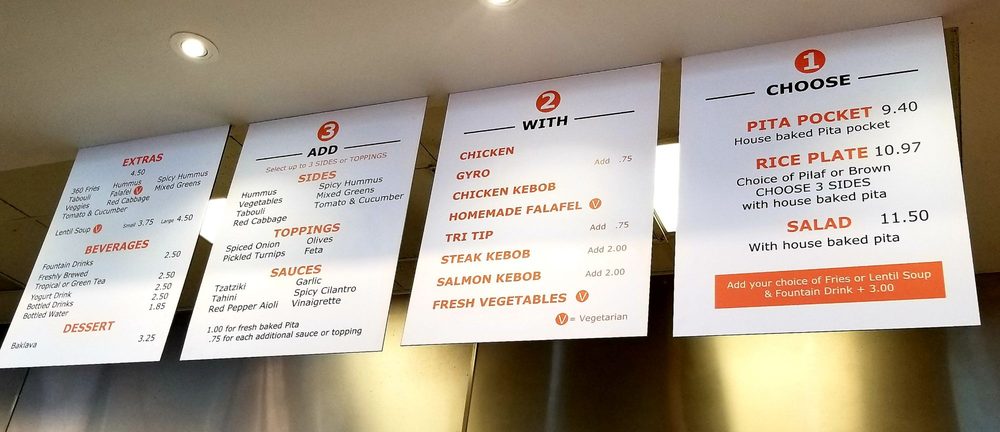 EXTRAS
4.50
360 Fries Hummus Spicy Hummus
Tabouli Falafel V Mixed Greens
Veggies Red Cabbage
Tomato & Cucumber
Lentil Soup V Small 3.75 Large 4.50
BEVERAGES
Fountain Drinks 2.50
Freshly Brewed
Tropical or Green Tea 2.50
Yogurt Drink 2.50
Bottled Drinks 2.50
Bottled Water 1.85
DESSERT
Baklava 3.25
3
ADD
Select up to 3 SIDES or TOPPINGS
SIDES
Hummus Spicy Hummus
Vegetables Mixed Greens
Tabouli Tomato & Cucumber
Red Cabbage
TOPPINGS
Spiced Onion Olives
Pickled Turnips Feta
SAUCES
Tzatziki Garlic
Tahini Spicy Cilantro
Red Pepper Aioli Vinaigrette
1.00 for fresh baked Pita
.75 for each additional sauce or topping
2
WITH
CHICKEN
GYRO Add .75
CHICKEN KEBOB
HOMEMADE FALAFEL V
TRI TIP Add .75
STEAK KEBOB Add 2.00
SALMON KEBOB Add 2.00
FRESH VEGETABLES V
V = Vegetarian
1
CHOOSE
PITA POCKET 9.40
House baked Pita pocket
RICE PLATE 10.97
Choice of Pilaf or Brown
CHOOSE 3 SIDES
with house baked pita
SALAD 11.50
With house baked pita
Add your choice of Fries or Lentil Soup
& Fountain Drink + 3.00